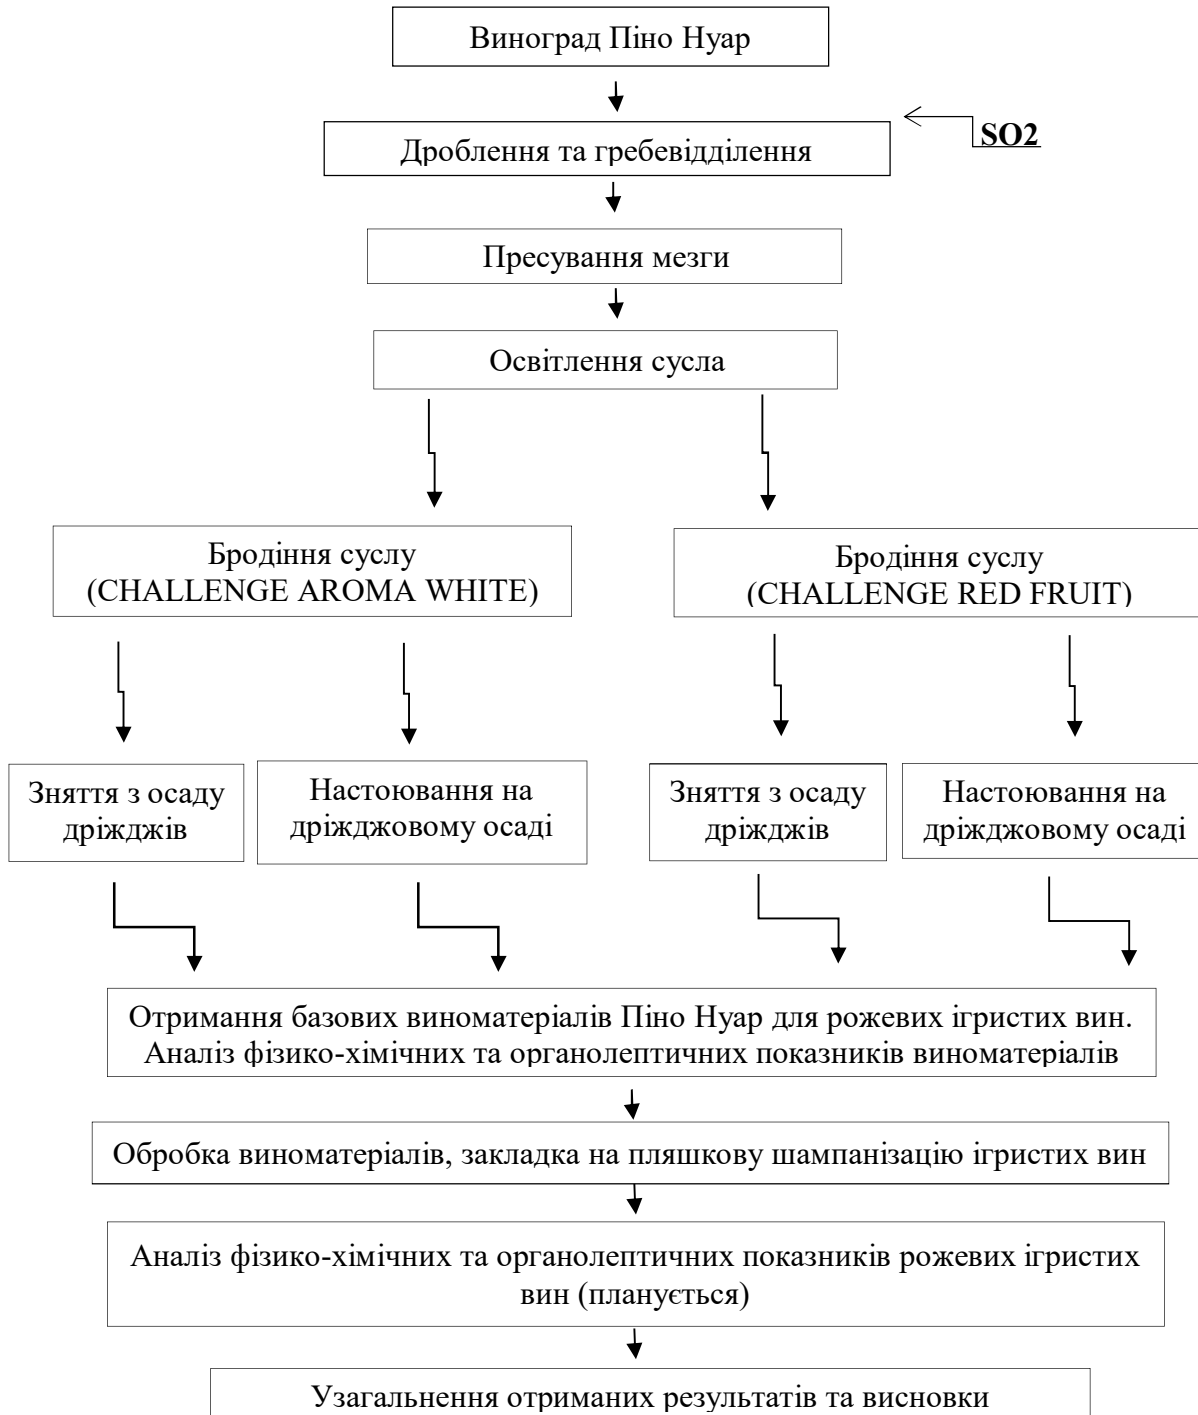 Виноград Піно Нуар
SO2
Дроблення та гребевідділення
Пресування мезги
Освітлення сусла
Бродіння суслу
(CHALLENGE AROMA WHITE)
Бродіння суслу
(CHALLENGE RED FRUIT)
Зняття з осаду
дріжджів
Настоювання на
дріжджовому осаді
Зняття з осаду
дріжджів
Настоювання на
дріжджовому осаді
Отримання базових виноматеріалів Піно Нуар для рожевих ігристих вин.
Аналіз фізико-хімічних та органолептичних показників виноматеріалів
Обробка виноматеріалів, закладка на пляшкову шампанізацію ігристих вин
Аналіз фізико-хімічних та органолептичних показників рожевих ігристих
вин (планується)
Узагальнення отриманих результатів та висновки